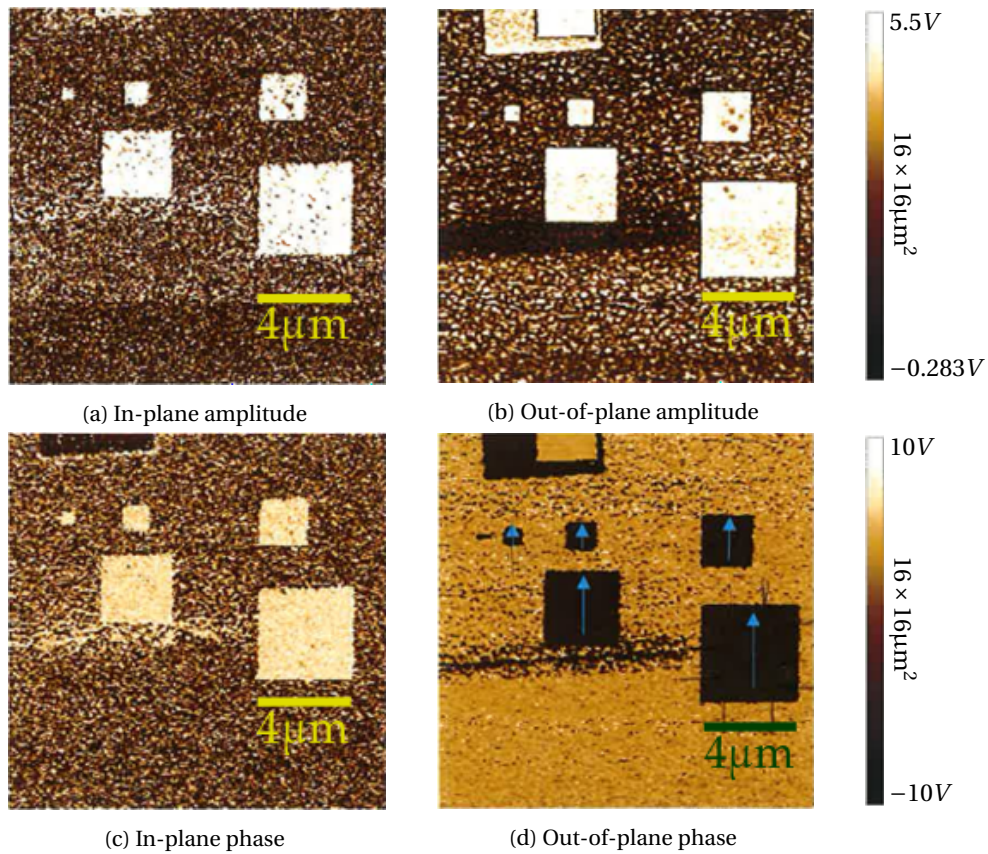 5.5V
16 × 16μm²
−0.283V
4μm
4μm
(a) In-plane amplitude
(b) Out-of-plane amplitude
10V
16 × 16μm²
−10V
4μm
4μm
(c) In-plane phase
(d) Out-of-plane phase